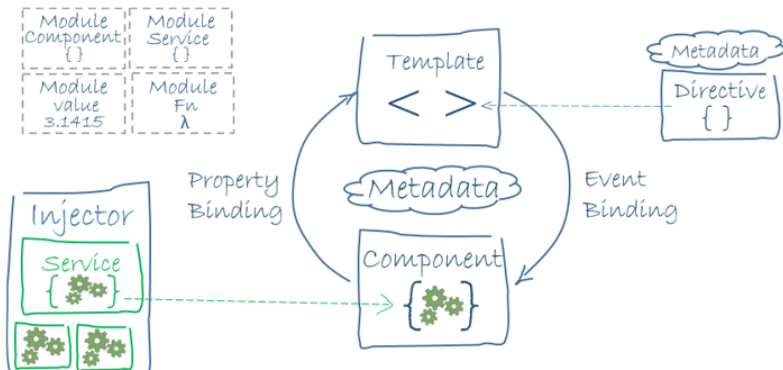 Module
Component
{ }
Module
Service
{ }
Module
value
3.1415
Module
Fn
λ
Template
< >
Metadata
Directive
{ }
Property
Binding
Metadata
Event
Binding
Injector
Service
{ }
Component
{ }